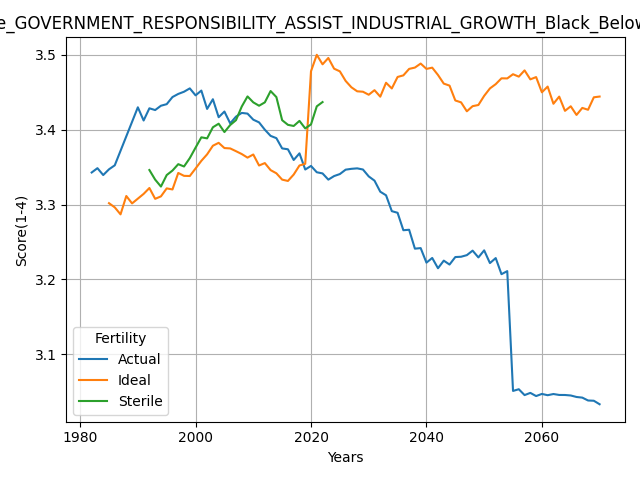 e_GOVERNMENT_RESPONSIBILITY_ASSIST_INDUSTRIAL_GROWTH_Black_Below
3.5
3.4
3.3
3.2
3.1
Score(1-4)
Fertility
Actual
Ideal
Sterile
1980 2000 2020 2040 2060
Years